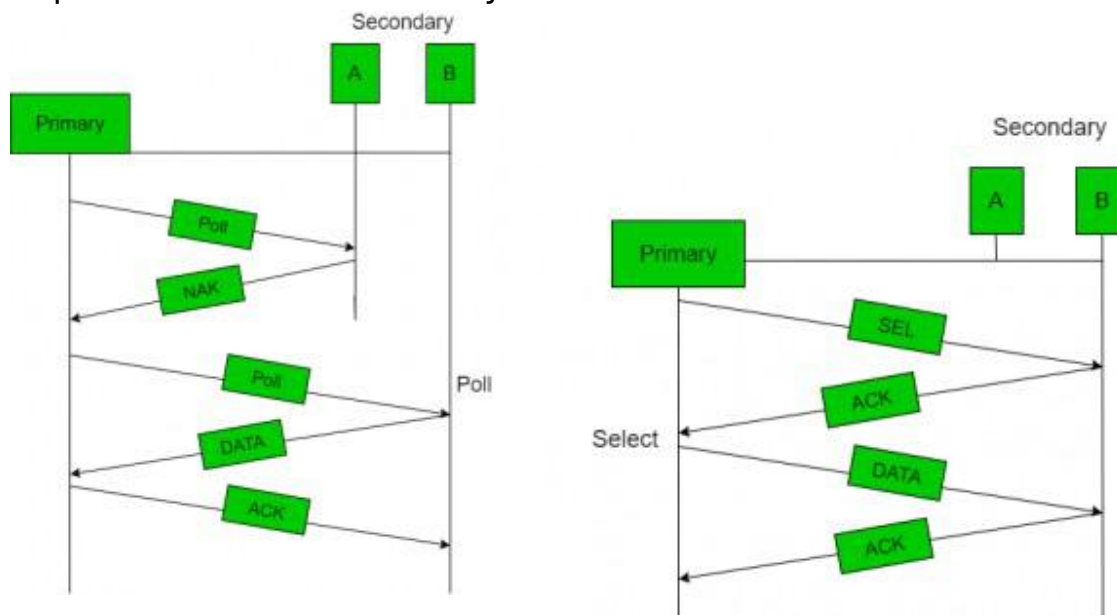 Secondary
A
B
Primary
Poll
NAK
Poll
Poll
DATA
ACK
Secondary
A
B
Primary
SEL
ACK
Select
DATA
ACK